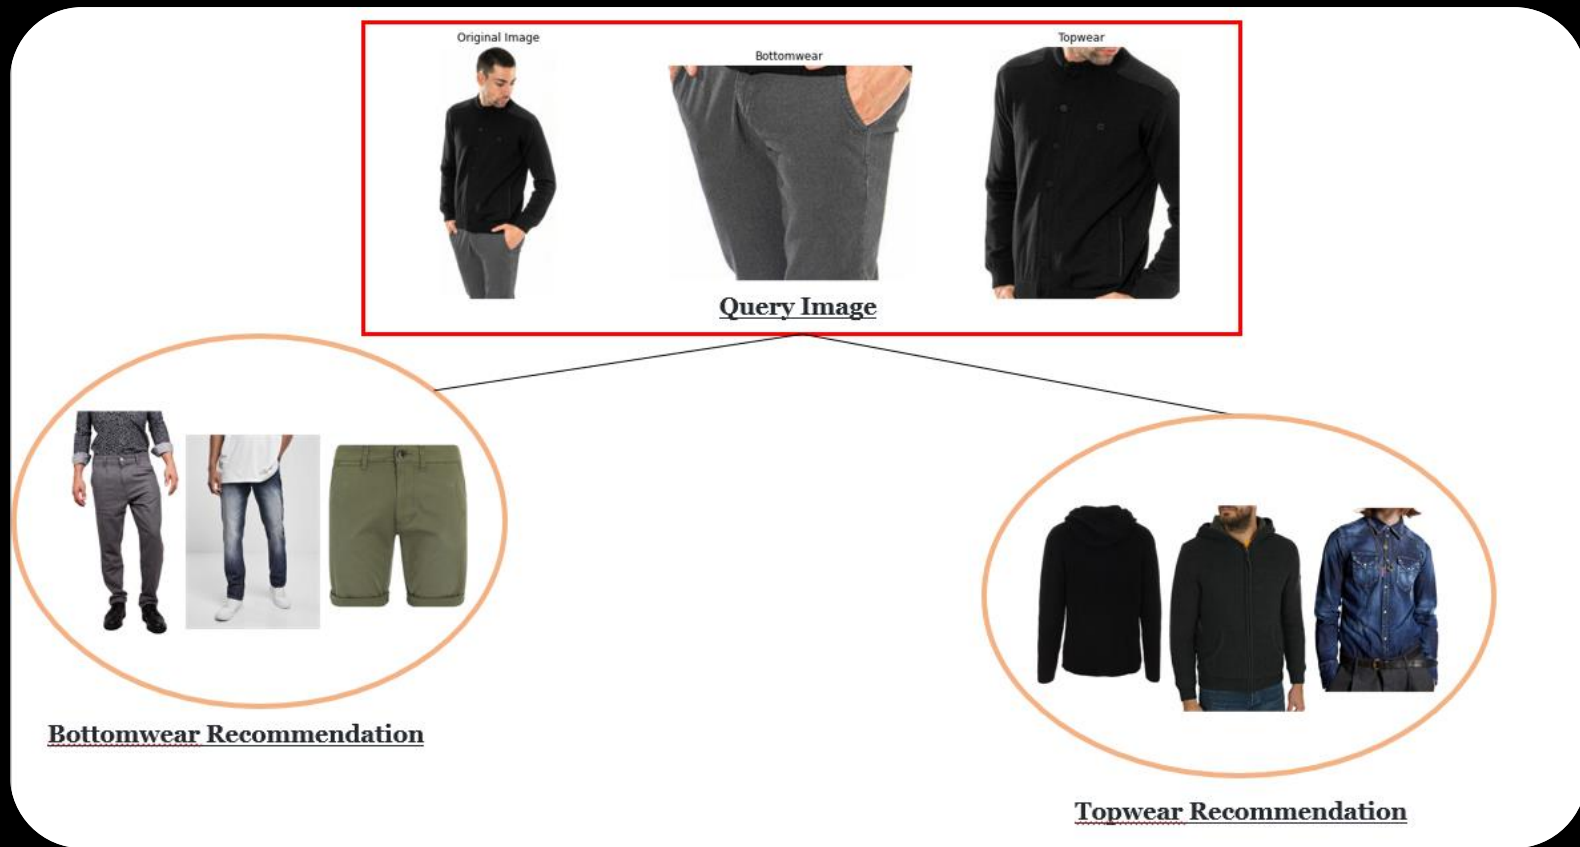 Original Image
Bottomwear
Topwear
Query Image
Bottomwear Recommendation
Topwear Recommendation